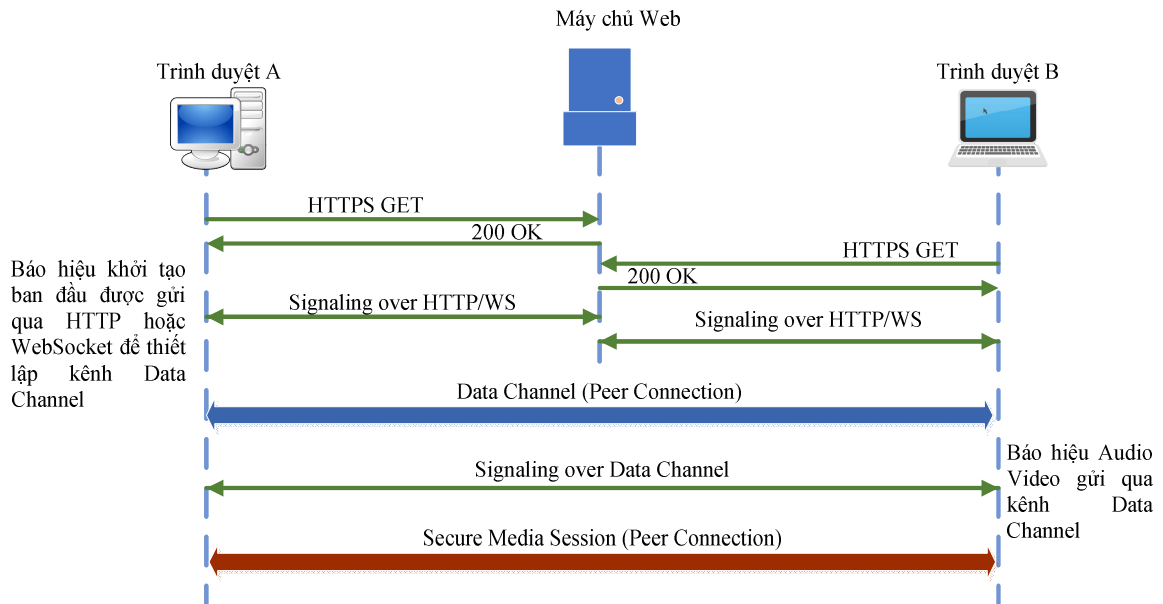 Máy chủ Web
Trình duyệt A
Trình duyệt B
HTTPS GET
200 OK
HTTPS GET
200 OK
Báo hiệu khởi tạo
ban đầu được gửi
qua HTTP hoặc
WebSocket để thiết
lập kênh Data
Channel
Signaling over HTTP/WS
Signaling over HTTP/WS
Data Channel (Peer Connection)
Signaling over Data Channel
Báo hiệu Audio
Video gửi qua
kênh Data
Channel
Secure Media Session (Peer Connection)